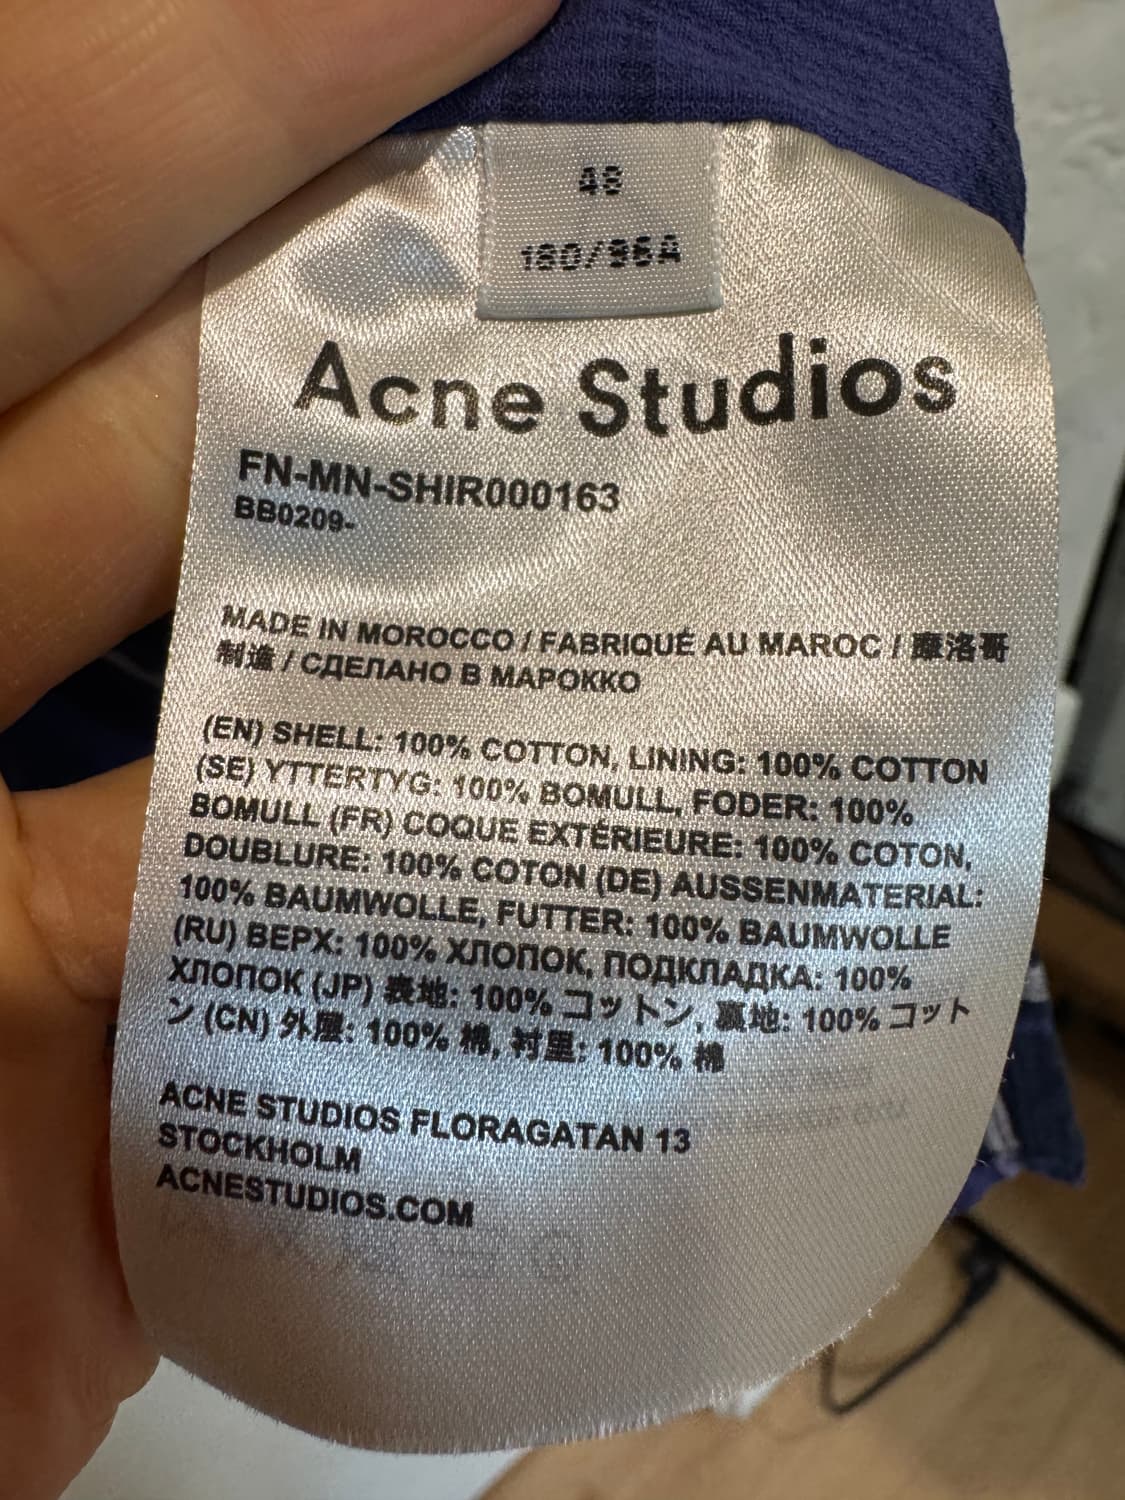 48
180/96A
Acne Studios
FN-MN-SHIR000163
BB0209-
MADE IN MOROCCO / FABRIQUÉ AU MAROC / 摩洛哥
制造 / СДЕЛАНО В МАРОККО
(EN) SHELL: 100% COTTON, LINING: 100% COTTON
(SE) YTTERTYG: 100% BOMULL, FODER: 100%
BOMULL (FR) COQUE EXTÉRIEURE: 100% COTON,
DOUBLURE: 100% COTON (DE) AUSSENMATERIAL:
100% BAUMWOLLE, FUTTER: 100% BAUMWOLLE
(RU) ВЕРХ: 100% ХЛОПОК, ПОДКЛАДКА: 100%
ХЛОПОК (JP) 表地: 100% コットン, 裏地: 100% コット
ン (CN) 外层: 100% 棉, 衬里: 100% 棉
ACNE STUDIOS FLORAGATAN 13
STOCKHOLM
ACNESTUDIOS.COM